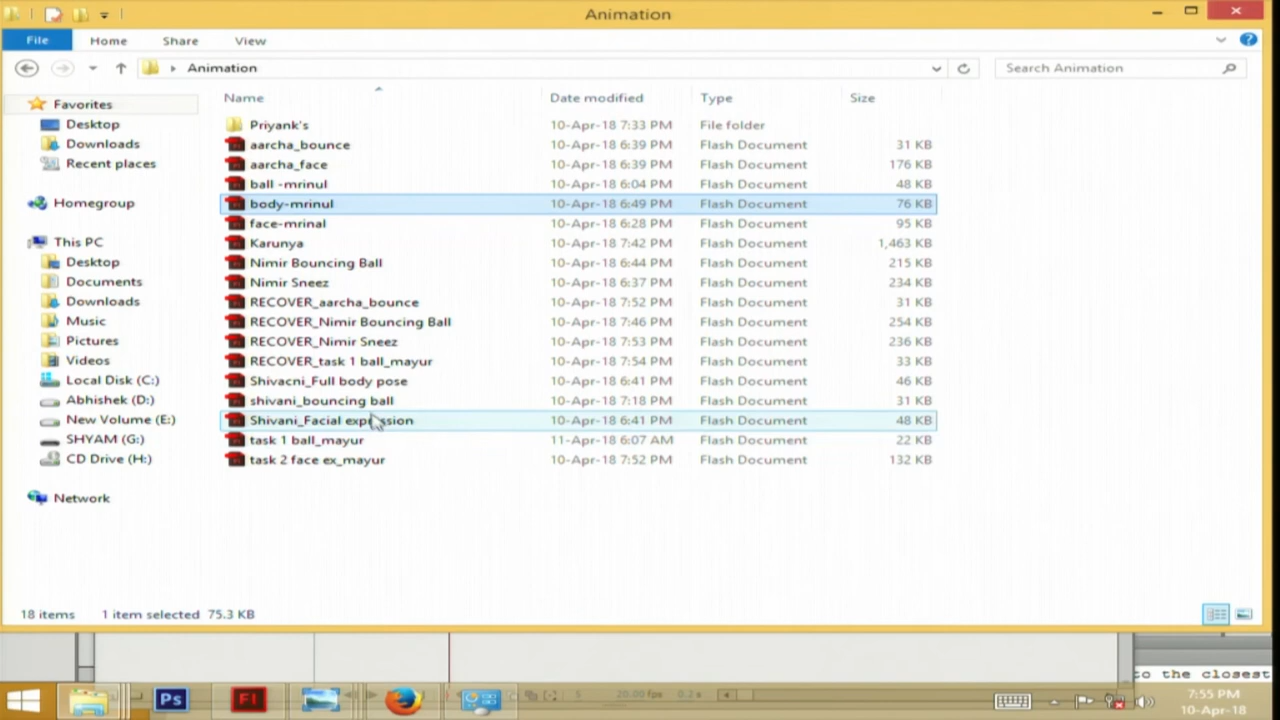 Animation
File Home Share View
Animation Search Animation
Name Date modified Type Size
Favorites
Desktop
Downloads
Recent places
Homegroup
This PC
Desktop
Documents
Downloads
Music
Pictures
Videos
Local Disk (C:)
Abhishek (D:)
New Volume (E:)
SHYAM (G:)
CD Drive (H:)
Network
Priyank's 10-Apr-18 7:33 PM File folder
aarcha_bounce 10-Apr-18 6:39 PM Flash Document 31 KB
aarcha_face 10-Apr-18 6:39 PM Flash Document 176 KB
ball -mrinul 10-Apr-18 6:04 PM Flash Document 48 KB
body-mrinul 10-Apr-18 6:49 PM Flash Document 76 KB
face-mrinal 10-Apr-18 6:28 PM Flash Document 95 KB
Karunya 10-Apr-18 7:42 PM Flash Document 1,463 KB
Nimir Bouncing Ball 10-Apr-18 6:44 PM Flash Document 215 KB
Nimir Sneez 10-Apr-18 6:37 PM Flash Document 234 KB
RECOVER_aarcha_bounce 10-Apr-18 7:52 PM Flash Document 31 KB
RECOVER_Nimir Bouncing Ball 10-Apr-18 7:46 PM Flash Document 254 KB
RECOVER_Nimir Sneez 10-Apr-18 7:53 PM Flash Document 236 KB
RECOVER_task 1 ball_mayur 10-Apr-18 7:54 PM Flash Document 33 KB
Shivacni_Full body pose 10-Apr-18 6:41 PM Flash Document 46 KB
shivani_bouncing ball 10-Apr-18 7:18 PM Flash Document 31 KB
Shivani_Facial expression 10-Apr-18 6:41 PM Flash Document 48 KB
task 1 ball_mayur 11-Apr-18 6:07 AM Flash Document 22 KB
task 2 face ex_mayur 10-Apr-18 7:52 PM Flash Document 132 KB
18 items 1 item selected 75.3 KB
to the closest
Ps Fl 5 20.00 fps 0.2 s 7:55 PM
10-Apr-18